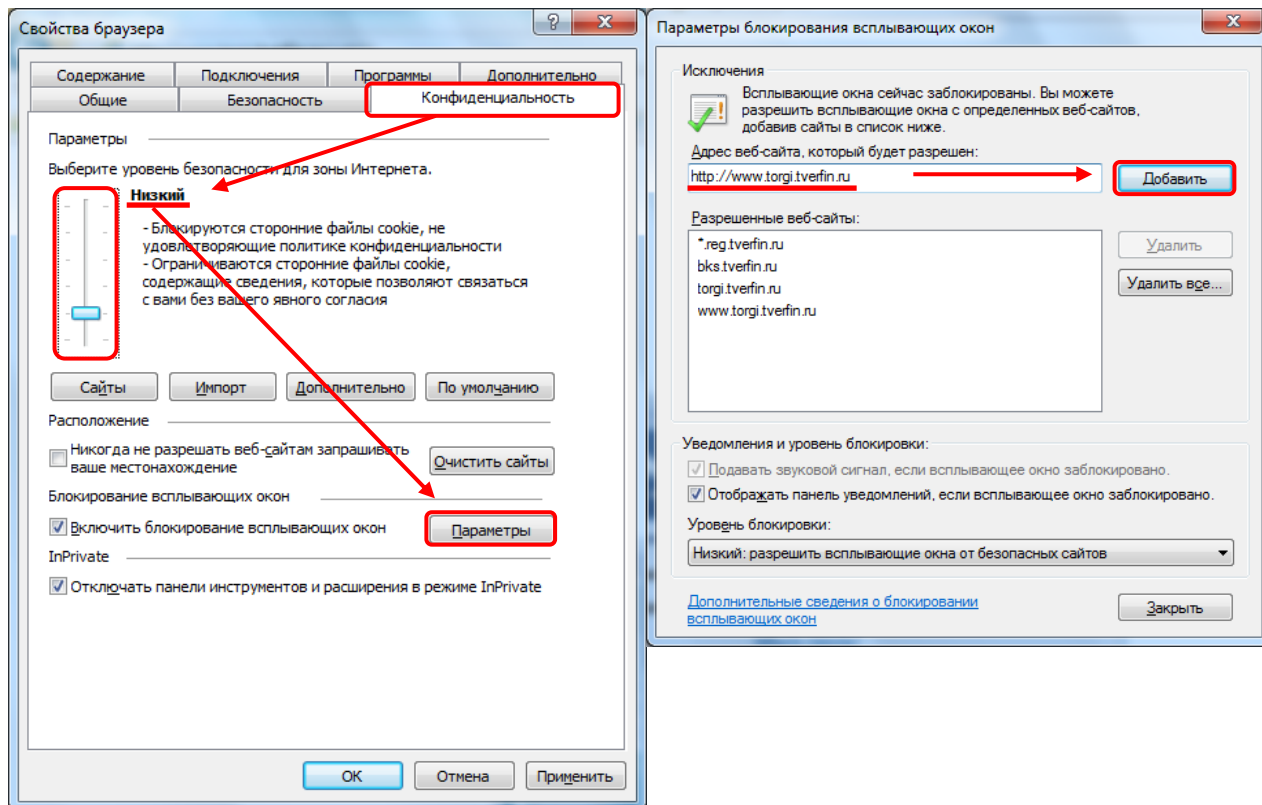 Свойства браузера
Содержание Подключения Программы Дополнительно
Общие Безопасность Конфиденциальность
Параметры
Выберите уровень безопасности для зоны Интернета.
Низкий
- Блокируются сторонние файлы cookie, не
удовлетворяющие политике конфиденциальности
- Ограничиваются сторонние файлы cookie,
содержащие сведения, которые позволяют связаться
с вами без вашего явного согласия
Сайты Импорт Дополнительно По умолчанию
Расположение
Никогда не разрешать веб-сайтам запрашивать
ваше местонахождение
Очистить сайты
Блокирование всплывающих окон
Включить блокирование всплывающих окон Параметры
InPrivate
Отключать панели инструментов и расширения в режиме InPrivate
OK Отмена Применить
Параметры блокирования всплывающих окон
Исключения
Всплывающие окна сейчас заблокированы. Вы можете
разрешить всплывающие окна с определенных веб-сайтов,
добавив сайты в список ниже.
Адрес веб-сайта, который будет разрешен:
http://www.torgi.tverfin.ru Добавить
Разрешенные веб-сайты:
*.reg.tverfin.ru
bks.tverfin.ru
torgi.tverfin.ru
www.torgi.tverfin.ru
Удалить
Удалить все...
Уведомления и уровень блокировки:
Подавать звуковой сигнал, если всплывающее окно заблокировано.
Отображать панель уведомлений, если всплывающее окно заблокировано.
Уровень блокировки:
Низкий: разрешить всплывающие окна от безопасных сайтов
Дополнительные сведения о блокировании
всплывающих окон
Закрыть